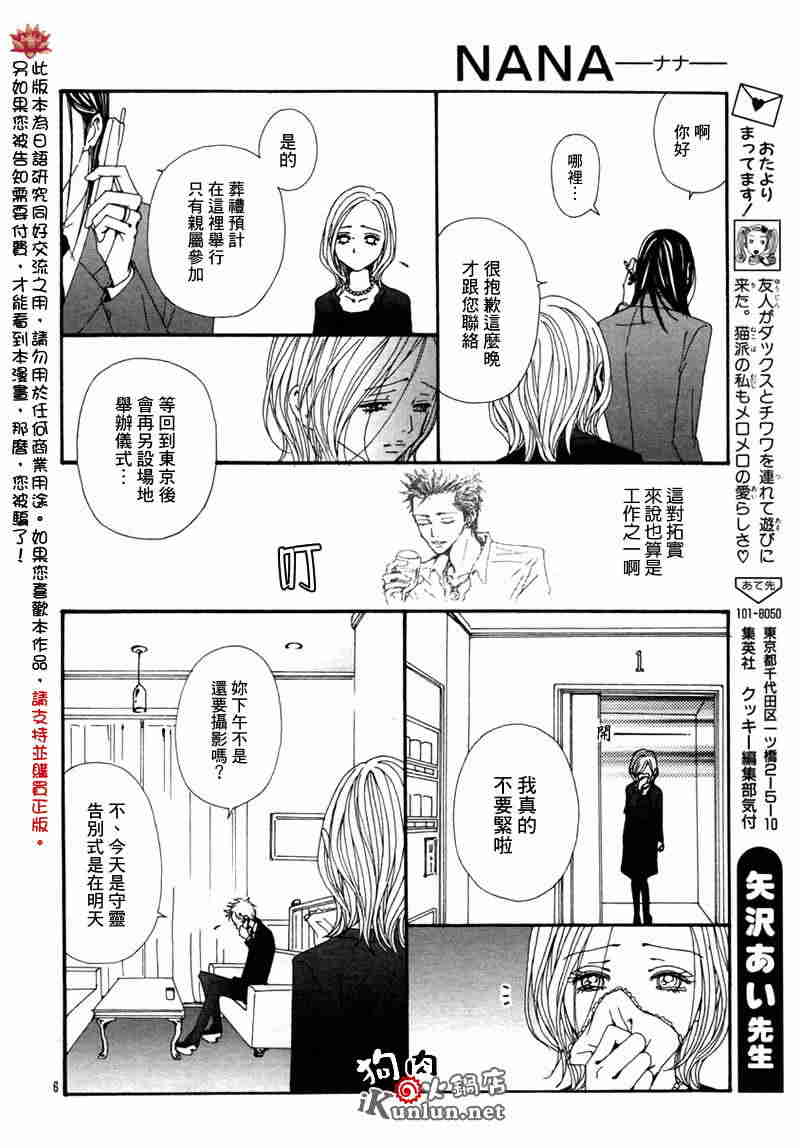 NANA——ナナ——
啊
你好
哪裡…
很抱歉這麼晚
才跟您聯絡
是的
葬禮預計
在這裡舉行
只有親屬參加
等回到東京後
會再另設場地
舉辦儀式…
這對拓實
來說也算是
工作之一啊
叮
1
開
我真的
不要緊啦
妳下午不是
還要攝影嗎？
不、今天是守靈
告別式是在明天
おたより
まってます！
友人がダックスとチワワを連れて遊びに
来た。猫派の私もメロメロの愛らしさ♡
あて先
101-8050
東京都千代田区一ツ橋2-5-10
集英社 クッキー編集部気付
矢沢あい先生
此版本為日語研究同好交流之用，請勿用於任何商業用途。如果您喜歡本作品，請支持並購買正版。
另如果您被告知需要付費，才能看到本漫畫，那麼，您被騙了！
6
狗肉火鍋店
iKunlun.net